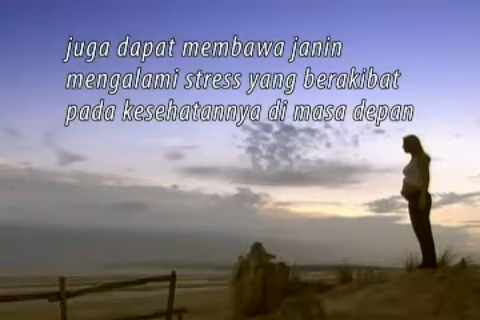 juga dapat membawa janin
mengalami stress yang berakibat
pada kesehatannya di masa depan